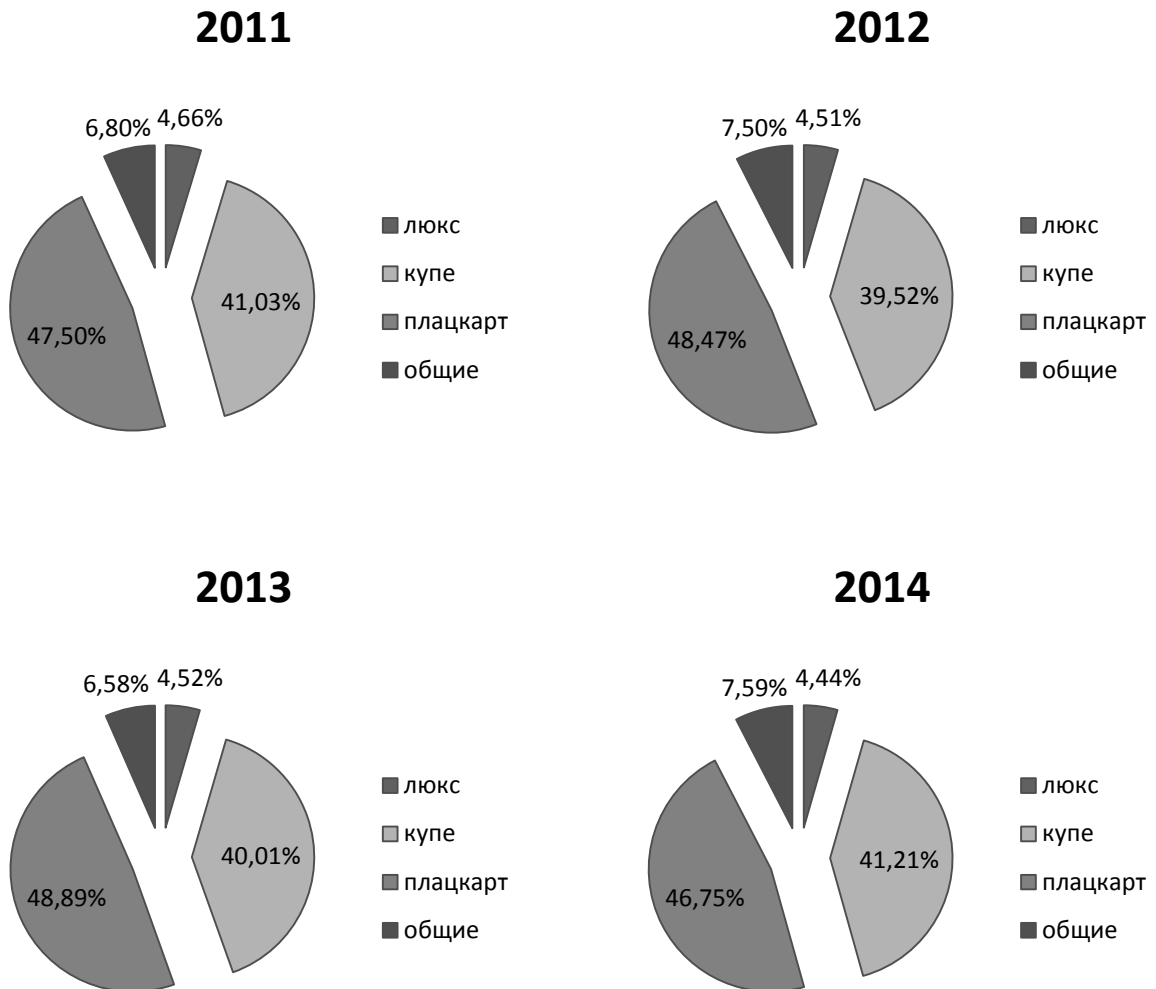 2011
6,80% 4,66%
47,50%
41,03%
люкс
купе
плацкарт
общие
2012
7,50% 4,51%
48,47%
39,52%
люкс
купе
плацкарт
общие
2013
6,58% 4,52%
48,89%
40,01%
люкс
купе
плацкарт
общие
2014
7,59% 4,44%
46,75%
41,21%
люкс
купе
плацкарт
общие